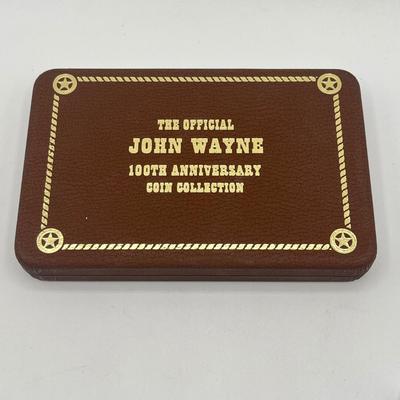 THE OFFICIAL
JOHN WAYNE
100TH ANNIVERSARY
COIN COLLECTION